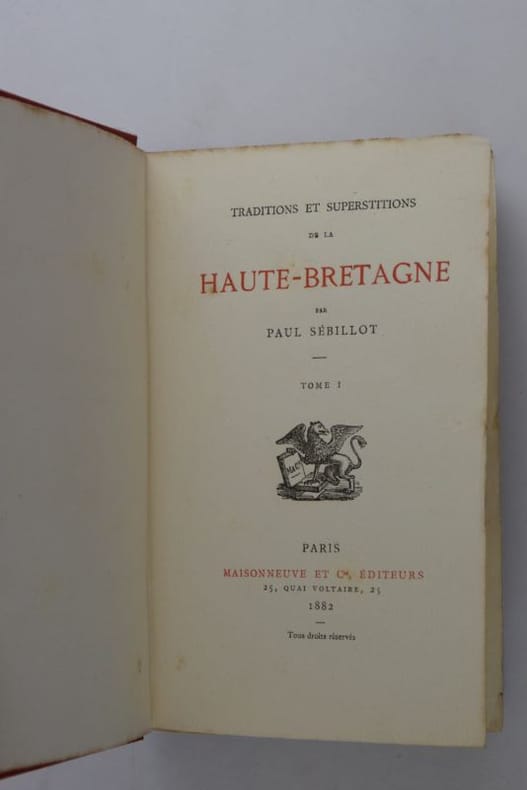 TRADITIONS ET SUPERSTITIONS
DE LA
HAUTE-BRETAGNE
PAR
PAUL SÉBILLOT
TOME I
M & Cie
PARIS
MAISONNEUVE ET Cie, ÉDITEURS
25, QUAI VOLTAIRE, 25
1882
Tous droits réservés